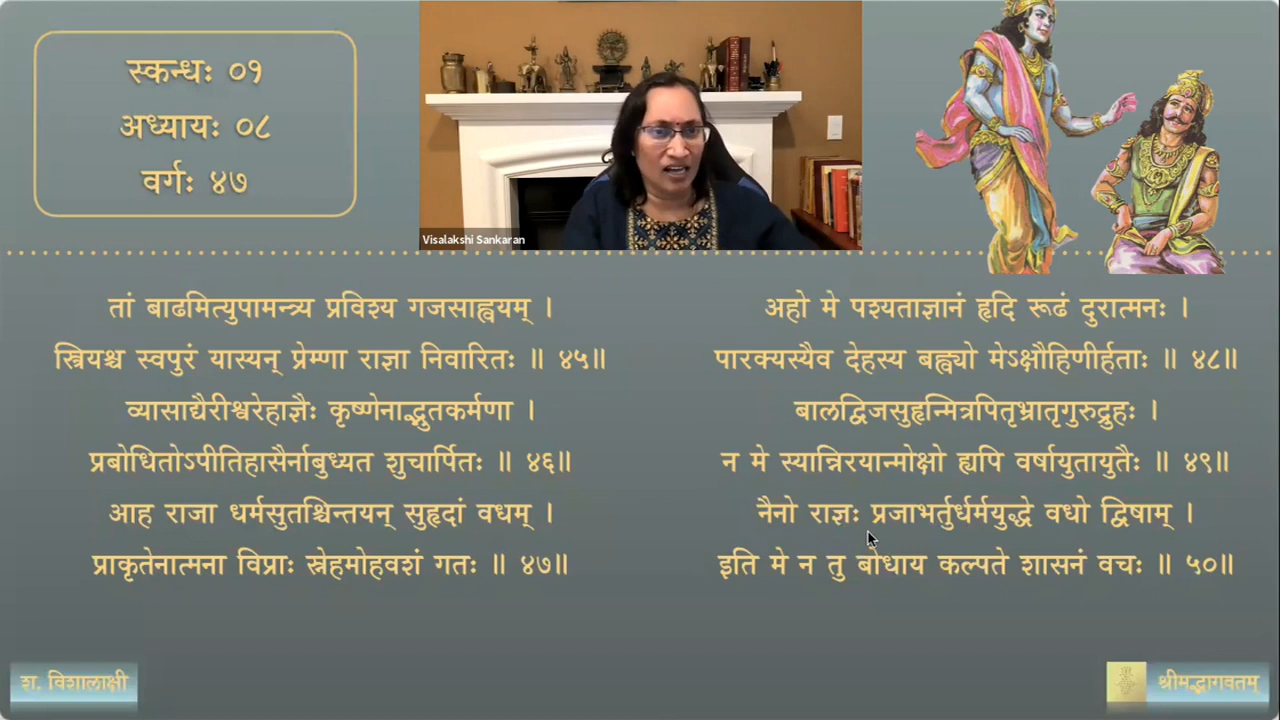 स्कन्धः ०१
अध्यायः ०८
वर्गः ४७
Visalakshi Sankaran
तां बाढमित्युपामन्त्र्य प्रविश्य गजसाह्वयम् ।
स्त्रियश्च स्वपुरं यास्यन् प्रेम्णा राज्ञा निवारितः ॥ ४५॥
व्यासाद्यैरीश्वरेहाज्ञैः कृष्णेनाद्भुतकर्मणा ।
प्रबोधितोऽपीतिहासैर्नाबुध्यत शुचार्पितः ॥ ४६॥
आह राजा धर्मसुतश्चिन्तयन् सुहृदां वधम् ।
प्राकृतेनात्मना विप्राः स्नेहमोहवशं गतः ॥ ४७॥
अहो मे पश्यताज्ञानं हृदि रूढं दुरात्मनः ।
पारक्यस्यैव देहस्य बह्व्यो मेऽक्षौहिणीर्हताः ॥ ४८॥
बालद्विजसुहृन्मित्रपितृभ्रातृगुरुद्रुहः ।
न मे स्यान्निरयान्मोक्षो ह्यपि वर्षायुतायुतैः ॥ ४९॥
नैनो राज्ञः प्रजाभर्तुर्धर्मयुद्धे वधो द्विषाम् ।
इति मे न तु बोधाय कल्पते शासनं वचः ॥ ५०॥
श. विशालाक्षी
श्रीमद्भागवतम्